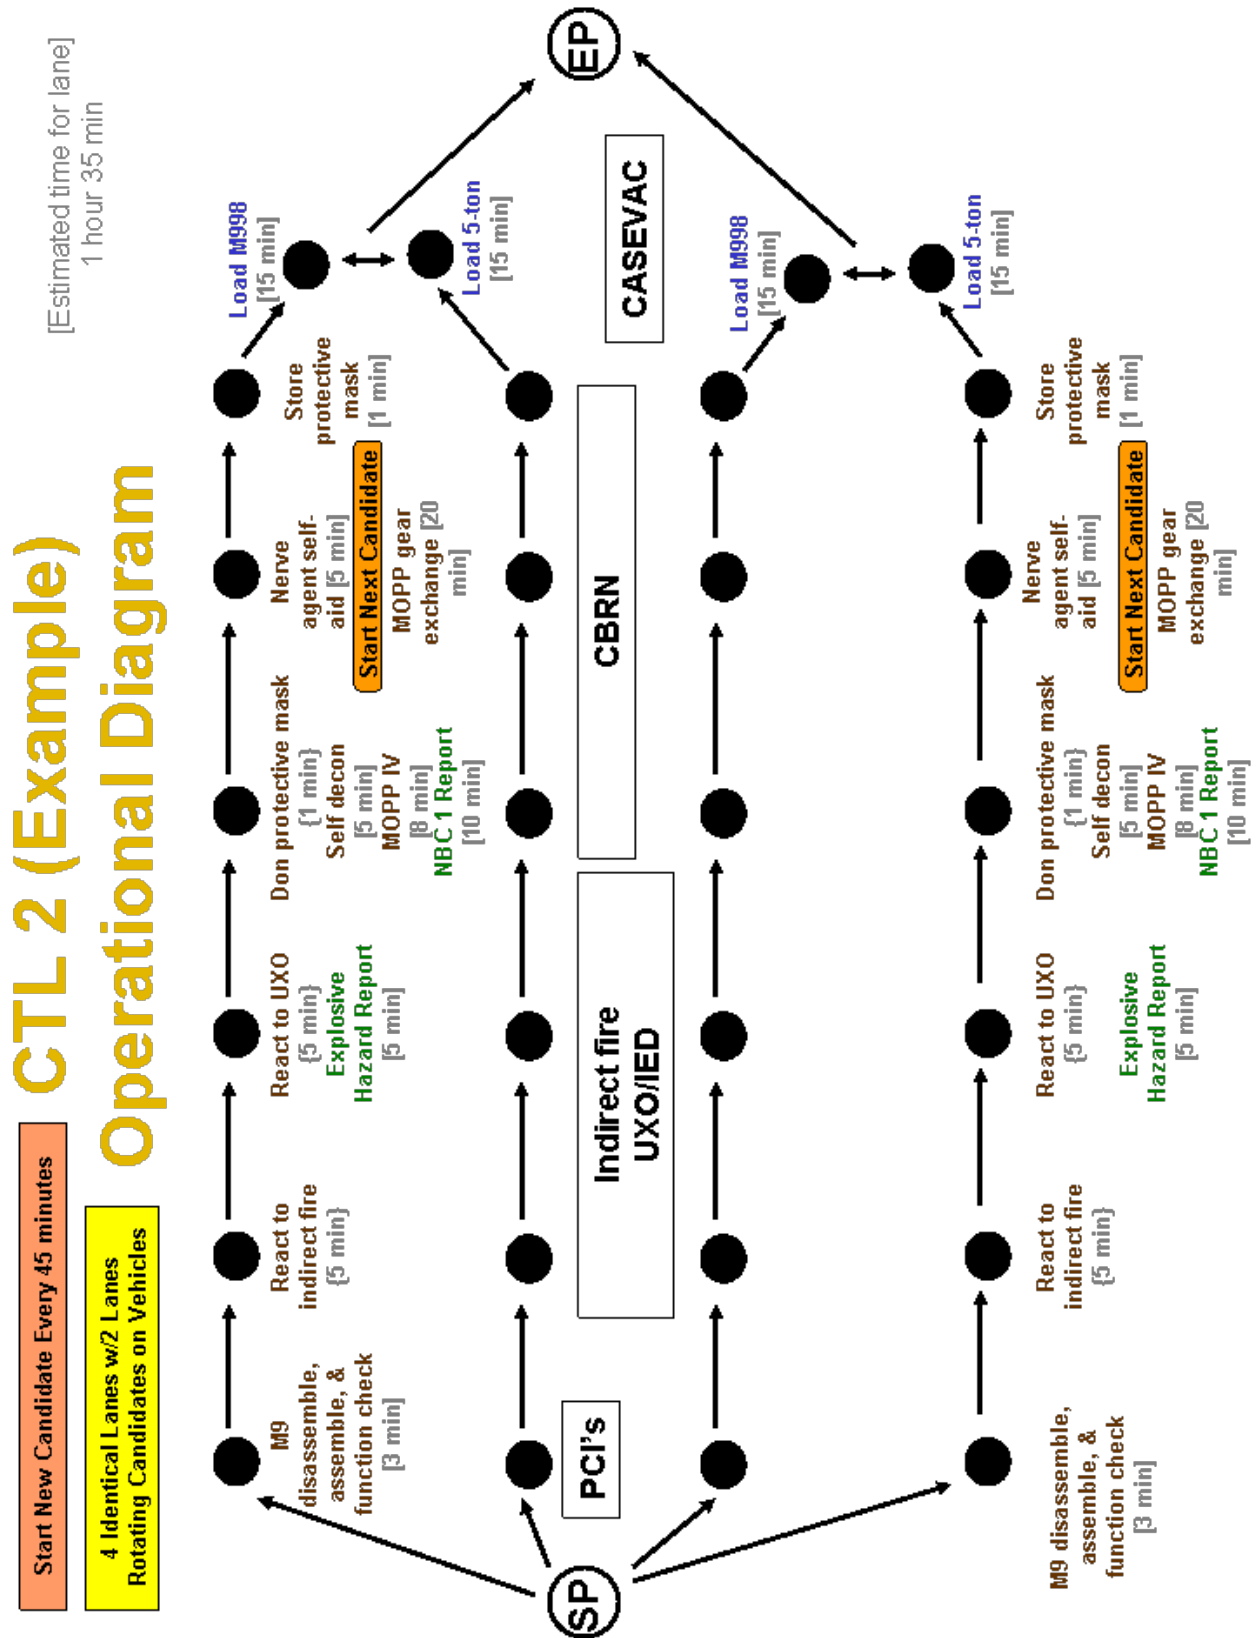 Start New Candidate Every 45 minutes
CTL 2 (Example)
4 Identical Lanes w/2 Lanes
Rotating Candidates on Vehicles
Operational Diagram
[Estimated time for lane]
1 hour 35 min
SP
M9
disassemble,
assemble, &
function check
[3 min]
React to
indirect fire
{5 min}
React to UXO
{5 min}
Explosive
Hazard Report
[5 min]
Don protective mask
{1 min}
Self decon
[5 min]
MOPP IV
[8 min]
NBC 1 Report
[10 min]
Nerve
agent self-
aid [5 min]
Start Next Candidate
MOPP gear
exchange [20
min]
Store
protective
mask
[1 min]
Load M998
[15 min]
Load 5-ton
[15 min]
EP
PCI's
Indirect fire
UXO/IED
CBRN
CASEVAC
Load M998
[15 min]
Load 5-ton
[15 min]
M9 disassemble,
assemble, &
function check
[3 min]
React to
indirect fire
{5 min}
React to UXO
{5 min}
Explosive
Hazard Report
[5 min]
Don protective mask
{1 min}
Self decon
[5 min]
MOPP IV
[8 min]
NBC 1 Report
[10 min]
Nerve
agent self-
aid [5 min]
Start Next Candidate
MOPP gear
exchange [20
min]
Store
protective
mask
[1 min]